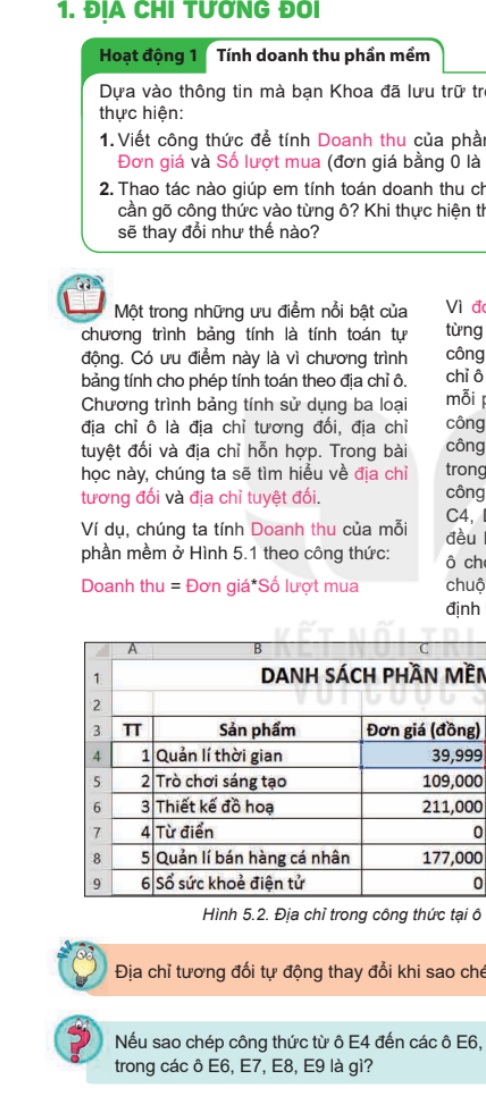 1. ĐỊA CHỈ TƯƠNG ĐỐI
Hoạt động 1 Tính doanh thu phần mềm
Dựa vào thông tin mà bạn Khoa đã lưu trữ
thực hiện:
1. Viết công thức để tính Doanh thu của
Đơn giá và Số lượt mua (đơn giá bằng 0 là
2. Thao tác nào giúp em tính toán doanh thu
cần gõ công thức vào từng ô? Khi thực hiện
sẽ thay đổi như thế nào?
Một trong những ưu điểm nổi bật của
chương trình bảng tính là tính toán tự
động. Có ưu điểm này là vì chương trình
bảng tính cho phép tính toán theo địa chỉ ô.
Chương trình bảng tính sử dụng ba loại
địa chỉ ô là địa chỉ tương đối, địa chỉ
tuyệt đối và địa chỉ hỗn hợp. Trong bài
học này, chúng ta sẽ tìm hiểu về địa chỉ
tương đối và địa chỉ tuyệt đối.
Ví dụ, chúng ta tính Doanh thu của mỗi
phần mềm ở Hình 5.1 theo công thức:
Doanh thu = Đơn giá*Số lượt mua
Vì
từng
công
chỉ ô
mỗi
công
công
trong
công
C4,
đều
ô
chuộ
định
KẾT NỐI TRI
VỚI CUỘC S
A B C
1 DANH SÁCH PHẦN MỀM
2
3 TT Sản phẩm Đơn giá (đồng)
4 1 Quản lí thời gian 39,999
5 2 Trò chơi sáng tạo 109,000
6 3 Thiết kế đồ hoạ 211,000
7 4 Từ điển 0
8 5 Quản lí bán hàng cá nhân 177,000
9 6 Sổ sức khoẻ điện tử 0
Hình 5.2. Địa chỉ trong công thức tại ô
Địa chỉ tương đối tự động thay đổi khi sao ché
Nếu sao chép công thức từ ô E4 đến các ô E6,
trong các ô E6, E7, E8, E9 là gì?